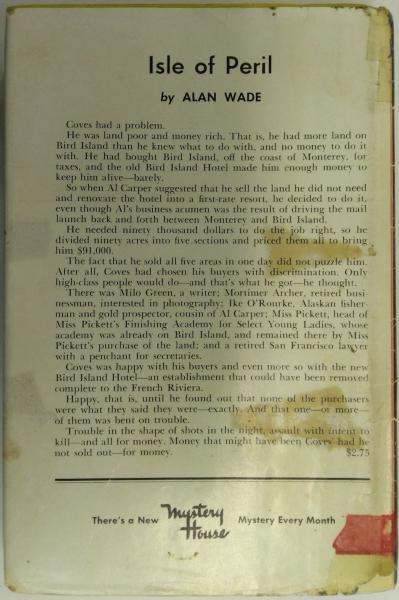 Isle of Peril
by ALAN WADE
Coves had a problem.
He was land poor and money rich. That is, he had more land on
Bird Island than he knew what to do with, and no money to do it
with. He had bought Bird Island, off the coast of Monterey, for
taxes, and the old Bird Island Hotel made him enough money to
keep him alive—barely.
So when Al Carper suggested that he sell the land he did not need
and renovate the hotel into a first-rate resort, he decided to do it,
even though Al's business acumen was the result of driving the mail
launch back and forth between Monterey and Bird Island.
He needed ninety thousand dollars to do the job right, so he
divided ninety acres into five sections and priced them all to bring
him $91,000.
The fact that he sold all five areas in one day did not puzzle him.
After all, Coves had chosen his buyers with discrimination. Only
high-class people would do—and that's what he got—he thought.
There was Milo Green, a writer; Mortimer Archer, retired busi-
nessman, interested in photography; Ike O'Rourke, Alaskan fisher-
man and gold prospector, cousin of Al Carper; Miss Pickett, head of
Miss Pickett's Finishing Academy for Select Young Ladies, whose
academy was already on Bird Island, and remained there by Miss
Pickett's purchase of the land; and a retired San Francisco lawyer
with a penchant for secretaries.
Coves was happy with his buyers and even more so with the new
Bird Island Hotel—an establishment that could have been removed
complete to the French Riviera.
Happy, that is, until he found out that none of the purchasers
were what they said they were—exactly. And that one—or more—
of them was bent on trouble.
Trouble in the shape of shots in the night, assault with intent to
kill—and all for money. Money that might have been Coves' had he
not sold out—for money. $2.75
There's a New Mystery House Mystery Every Month